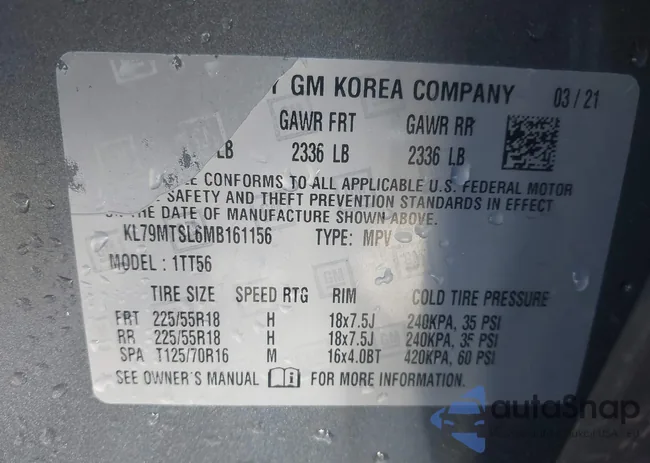 Y GM KOREA COMPANY 03/21
GAWR FRT GAWR RR
LB 2336 LB 2336 LB
LE CONFORMS TO ALL APPLICABLE U.S. FEDERAL MOTOR
SAFETY AND THEFT PREVENTION STANDARDS IN EFFECT
ON THE DATE OF MANUFACTURE SHOWN ABOVE.
KL79MTSL6MB161156 TYPE: MPV
MODEL : 1TT56
TIRE SIZE SPEED RTG RIM COLD TIRE PRESSURE
FRT 225/55R18 H 18x7.5J 240KPA, 35 PSI
RR 225/55R18 H 18x7.5J 240KPA, 35 PSI
SPA T125/70R16 M 16x4.0BT 420KPA, 60 PSI
SEE OWNER'S MANUAL FOR MORE INFORMATION.
autoSnap